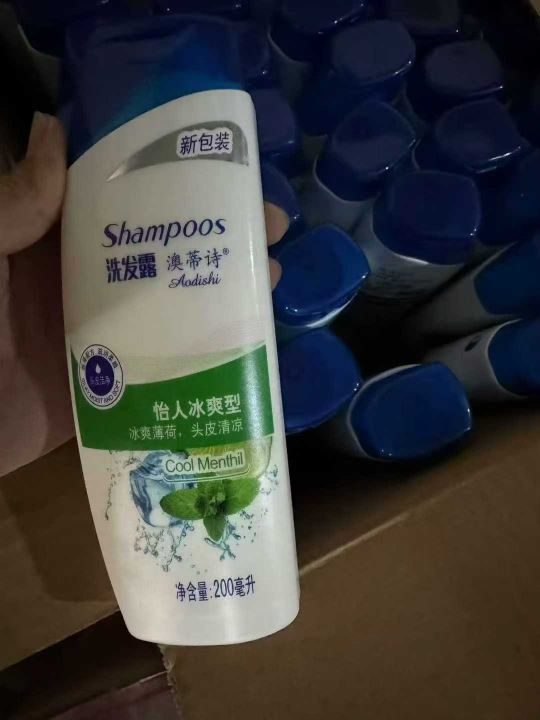 新包装
Shampoos
洗发露 澳蒂诗®
Aodishi
怡人冰爽型
冰爽薄荷，头皮清凉
Cool Menthil
净含量:200毫升